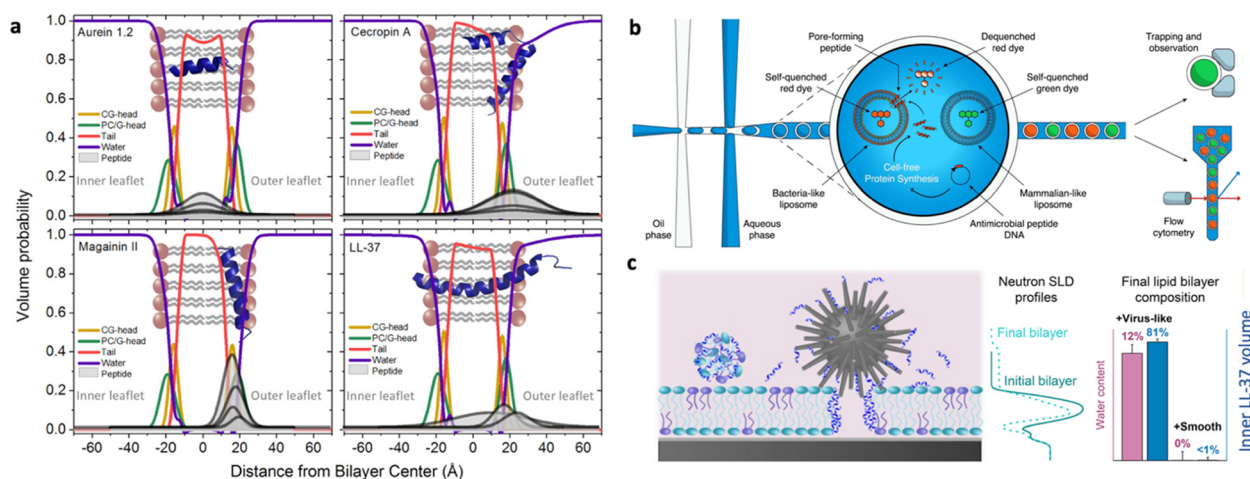 a
Volume probability
1.0
0.8
0.6
0.4
0.2
0.0
Aurein 1.2
CG-head
PC/G-head
Tail
Water
Peptide
Inner leaflet
Outer leaflet
Cecropin A
CG-head
PC/G-head
Tail
Water
Peptide
Inner leaflet
Outer leaflet
1.0
0.8
0.6
0.4
0.2
0.0
Magainin II
CG-head
PC/G-head
Tail
Water
Peptide
Inner leaflet
Outer leaflet
LL-37
CG-head
PC/G-head
Tail
Water
Peptide
Inner leaflet
Outer leaflet
-60 -40 -20 0 20 40 60
-60 -40 -20 0 20 40 60
Distance from Bilayer Center (Å)
b
Pore-forming
peptide
Dequenched
red dye
Self-quenched
red dye
Self-quenched
green dye
Trapping and
observation
Cell-free
Protein Synthesis
Oil
phase
Aqueous
phase
Bacteria-like
liposome
Mammalian-like
liposome
Antimicrobial peptide
DNA
Flow
cytometry
c
Neutron SLD
profiles
Final bilayer
Initial bilayer
Final lipid bilayer
composition
+Virus-like
12%
81%
+Smooth
0%
<1%
Water content
Inner LL-37 volume